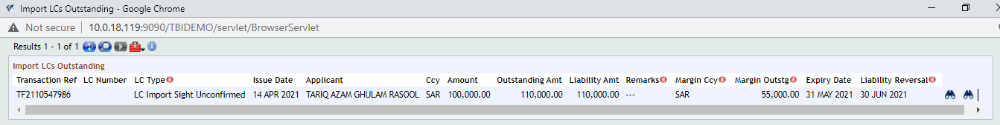 Import LCs Outstanding - Google Chrome
Not secure | 10.0.18.119:9090/TBIDEMO/servlet/BrowserServlet
Results 1 - 1 of 1
Import LCs Outstanding
Transaction Ref LC Number LC Type Issue Date Applicant Ccy Amount Outstanding Amt Liability Amt Remarks Margin Ccy Margin Outstg Expiry Date Liability Reversal
TF2110547986 LC Import Sight Unconfirmed 14 APR 2021 TARIQ AZAM GHULAM RASOOL SAR 100,000.00 110,000.00 110,000.00 --- SAR 55,000.00 31 MAY 2021 30 JUN 2021